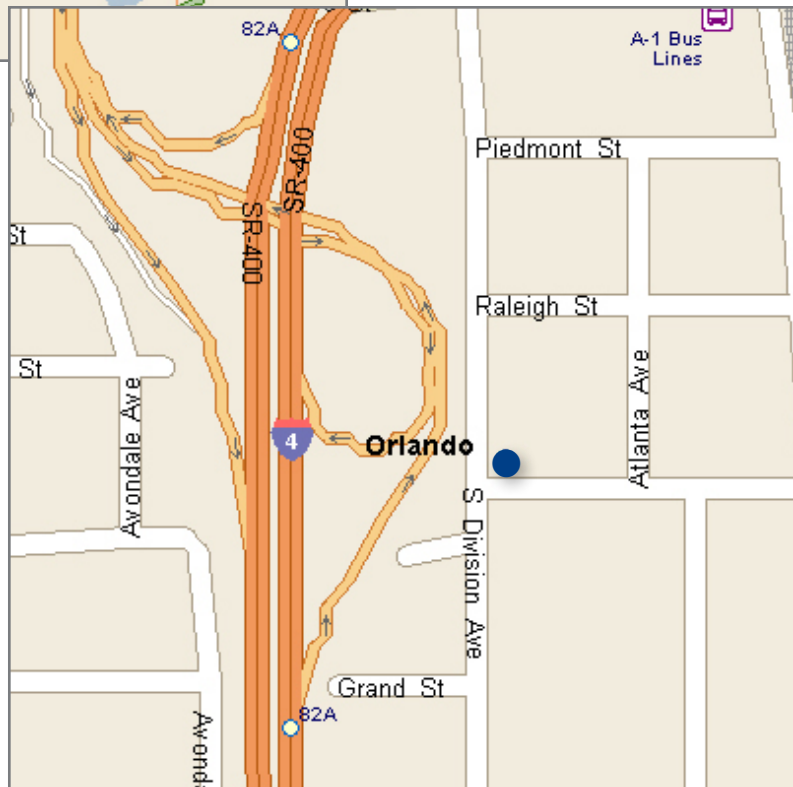 St
82A
A-1 Bus
Lines
SR-400
Piedmont St
SR-400
St
Raleigh St
St
Avondale Ave
Atlanta Ave
4
Orlando
S Division Ave
Grand St
82A
Avonda